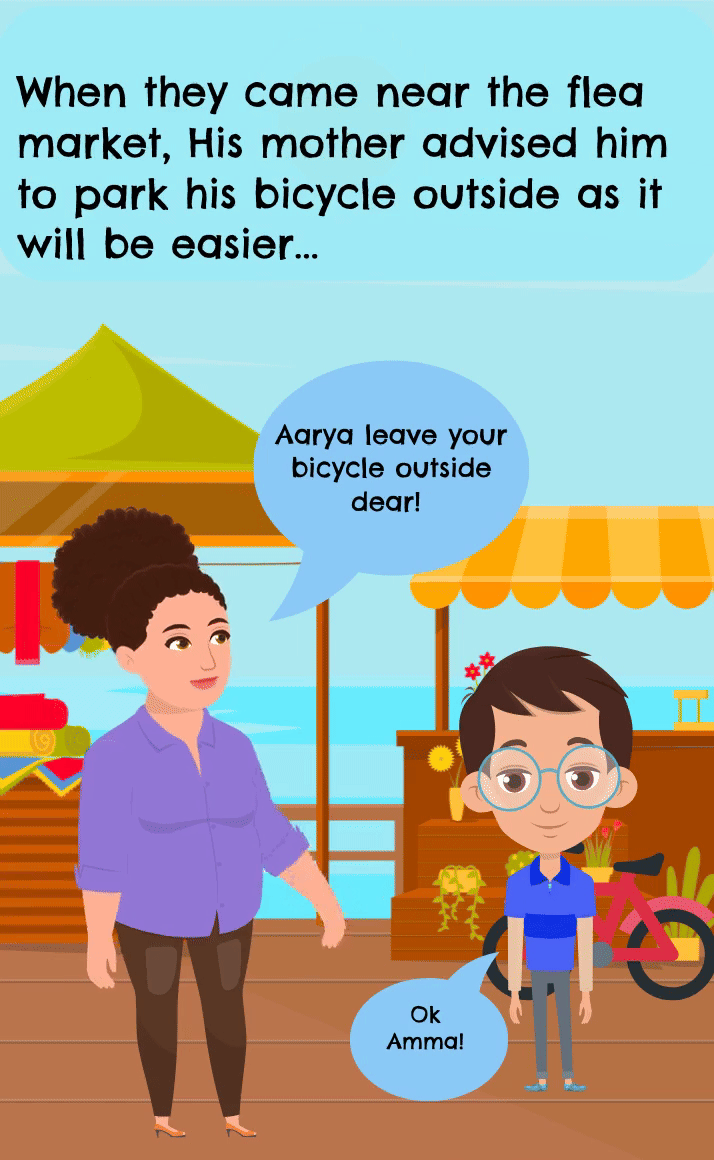 When they came near the flea
market, His mother advised him
to park his bicycle outside as it
will be easier...
Aarya leave your
bicycle outside
dear!
Ok
Amma!